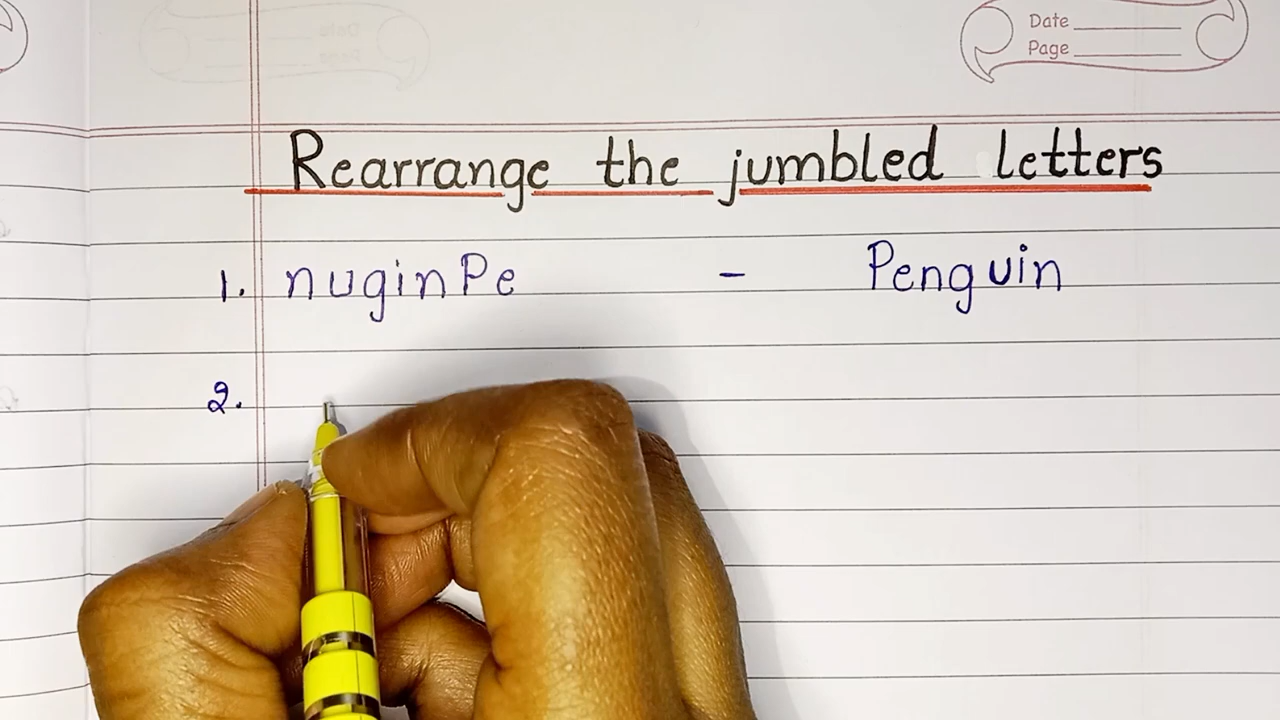 Date
Page
Rearrange the jumbled letters
1. nuginPe - Penguin
2.